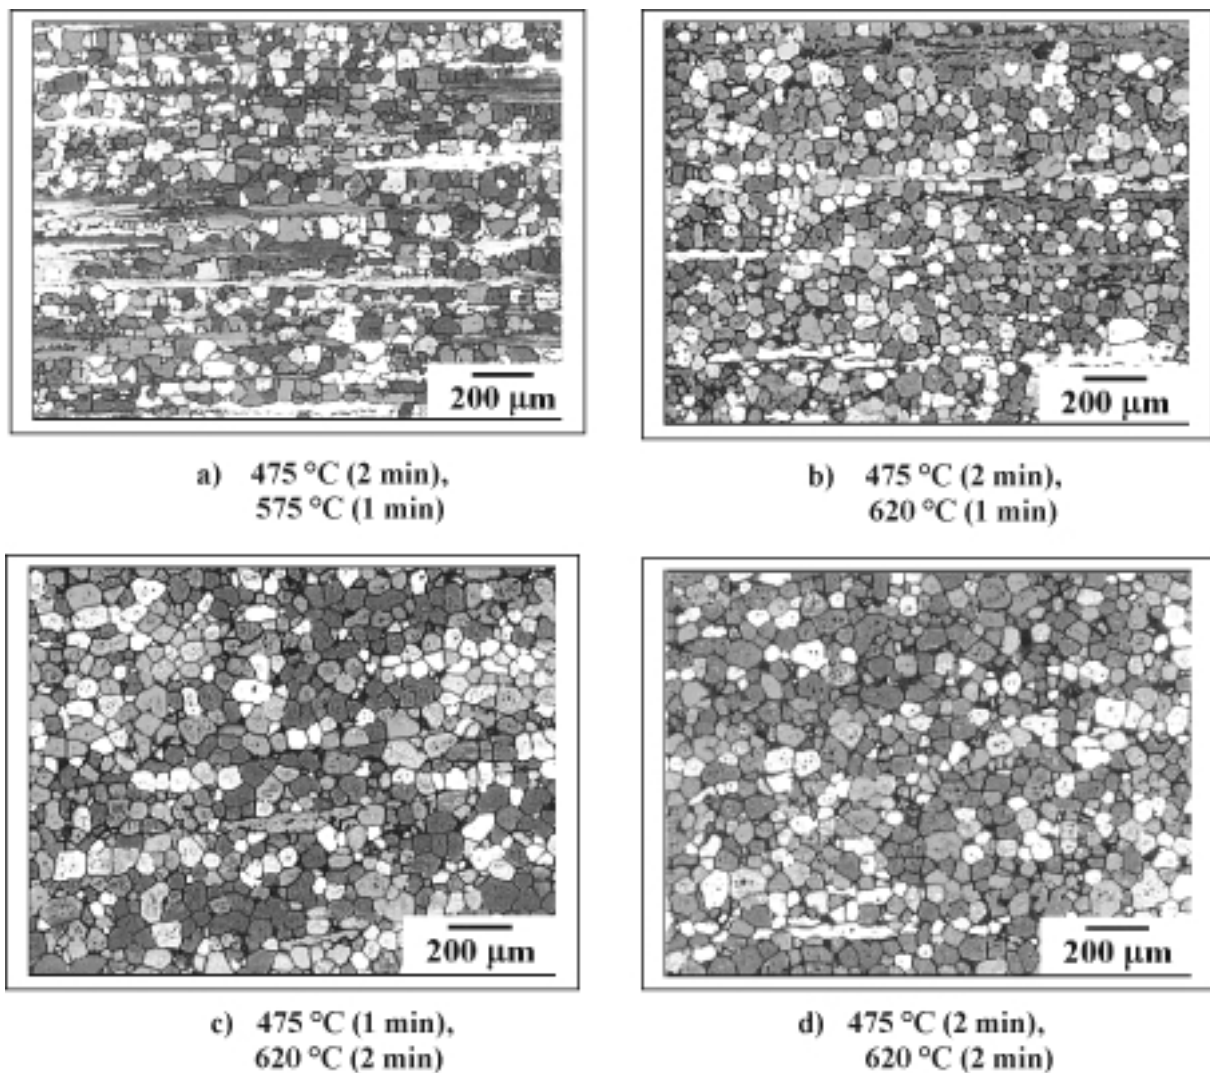 200 μm
200 μm
a) 475 °C (2 min),
575 °C (1 min)
b) 475 °C (2 min),
620 °C (1 min)
200 μm
200 μm
c) 475 °C (1 min),
620 °C (2 min)
d) 475 °C (2 min),
620 °C (2 min)